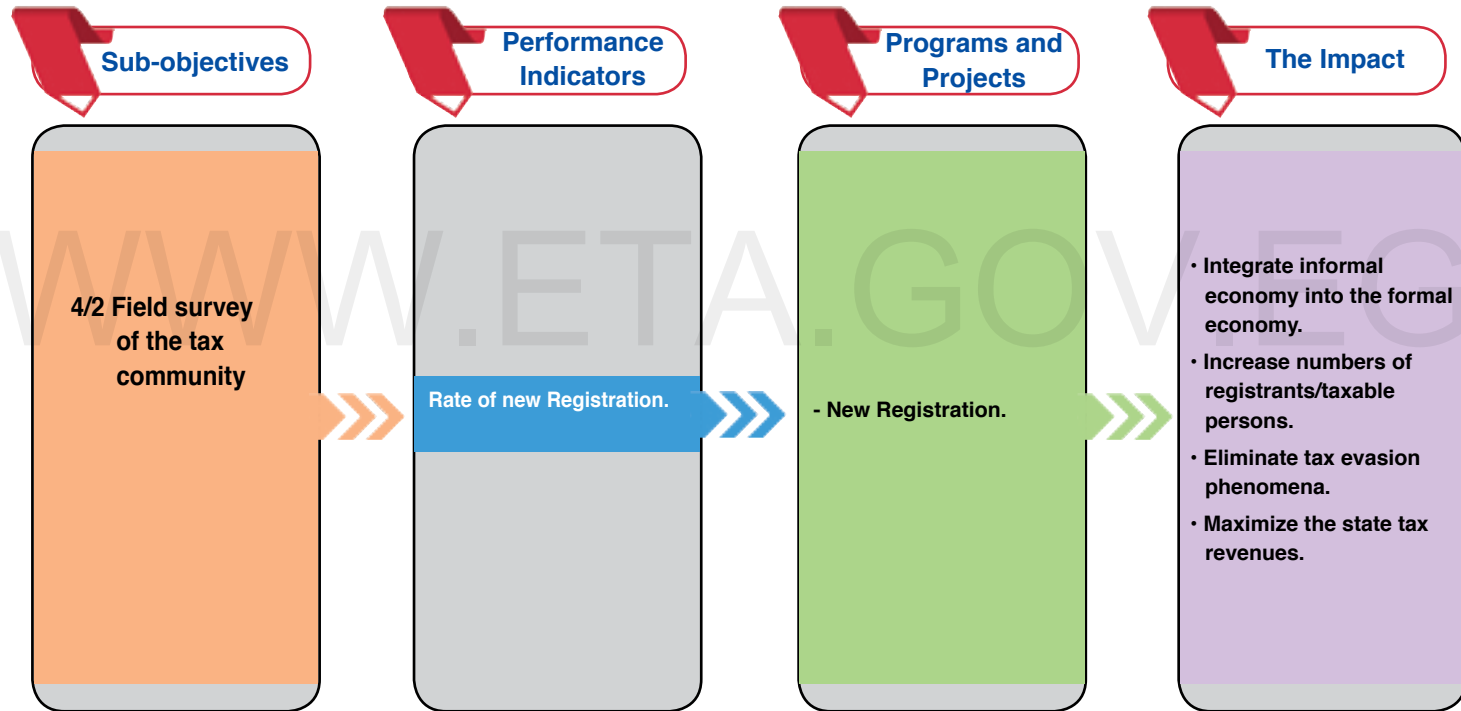 Sub-objectives
Performance
Indicators
Programs and
Projects
The Impact
4/2 Field survey
of the tax
community
Rate of new Registration.
- New Registration.
• Integrate informal
economy into the formal
economy.
• Increase numbers of
registrants/taxable
persons.
• Eliminate tax evasion
phenomena.
• Maximize the state tax
revenues.
WWW.ETA.GOV.EG